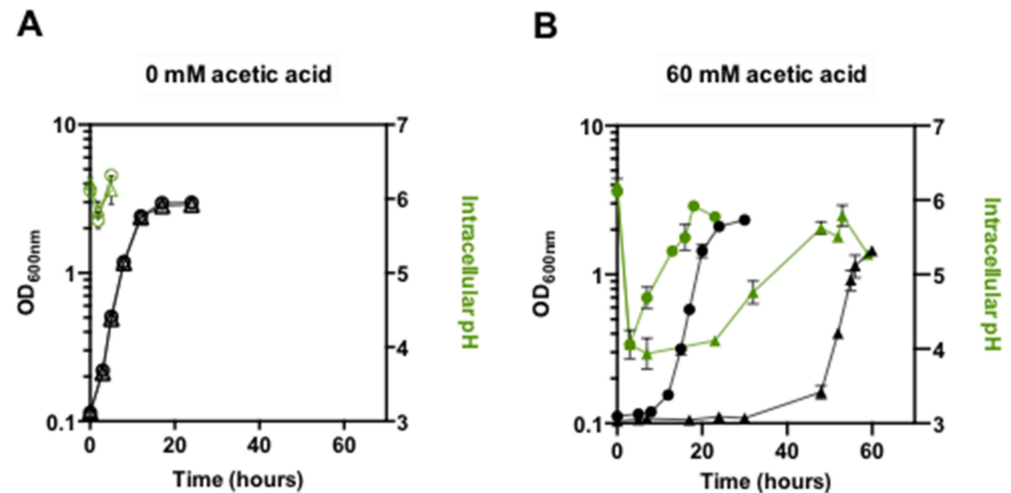 A
0 mM acetic acid
10
1
0.1
OD600nm
7
6
5
4
3
Intracellular pH
0 20 40 60
Time (hours)
B
60 mM acetic acid
10
1
0.1
OD600nm
7
6
5
4
3
Intracellular pH
0 20 40 60
Time (hours)